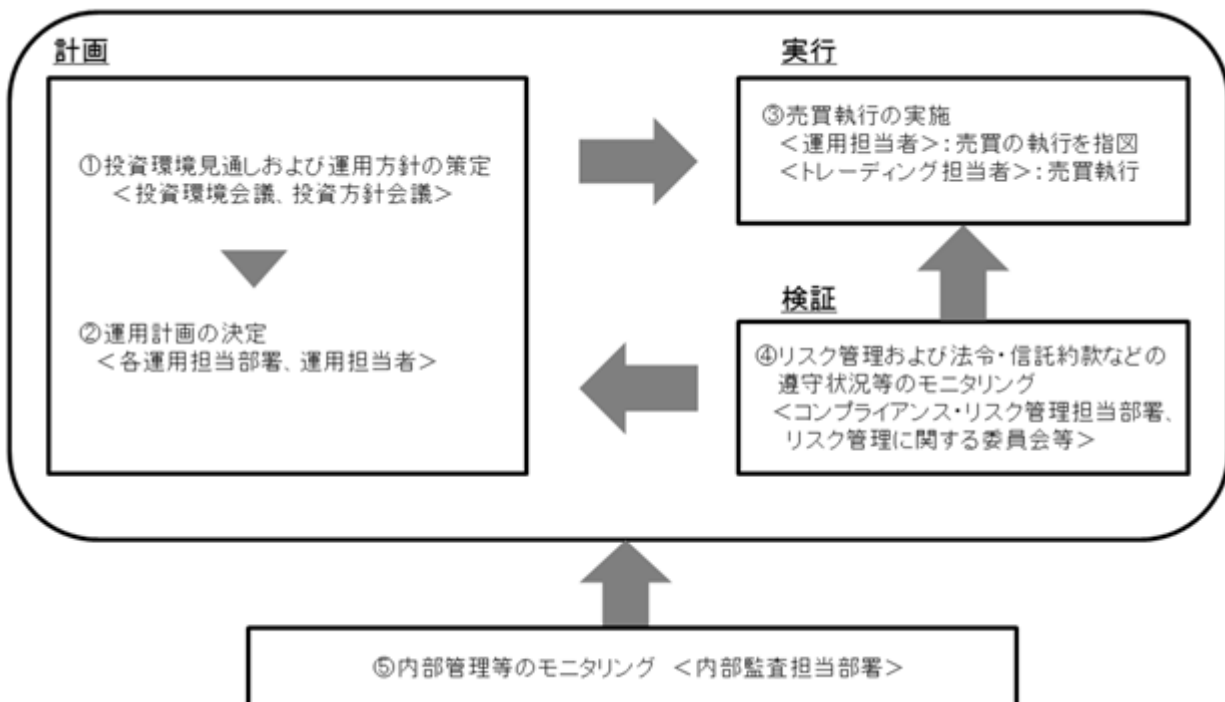 計画
①投資環境見通しおよび運用方針の策定
＜投資環境会議、投資方針会議＞
②運用計画の決定
＜各運用担当部署、運用担当者＞
実行
③売買執行の実施
＜運用担当者＞：売買の執行を指図
＜トレーディング担当者＞：売買執行
検証
④リスク管理および法令・信託約款などの
遵守状況等のモニタリング
＜コンプライアンス・リスク管理担当部署、
リスク管理に関する委員会等＞
⑤内部管理等のモニタリング ＜内部監査担当部署＞